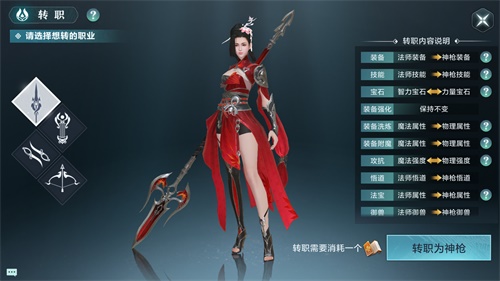 转职 ?
请选择想转的职业
转职内容说明
装备 法师装备 神枪装备 ?
技能 法师技能 神枪技能 ?
宝石 智力宝石 力量宝石 ?
装备强化 保持不变
装备洗炼 魔法属性 物理属性 ?
装备附魔 魔法属性 物理属性 ?
攻抗 魔法强度 物理强度 ?
悟道 法师悟道 神枪悟道
法宝 法师属性 神枪属性 ?
御兽 法师御兽 神枪御兽
转职需要消耗一个
转职为神枪